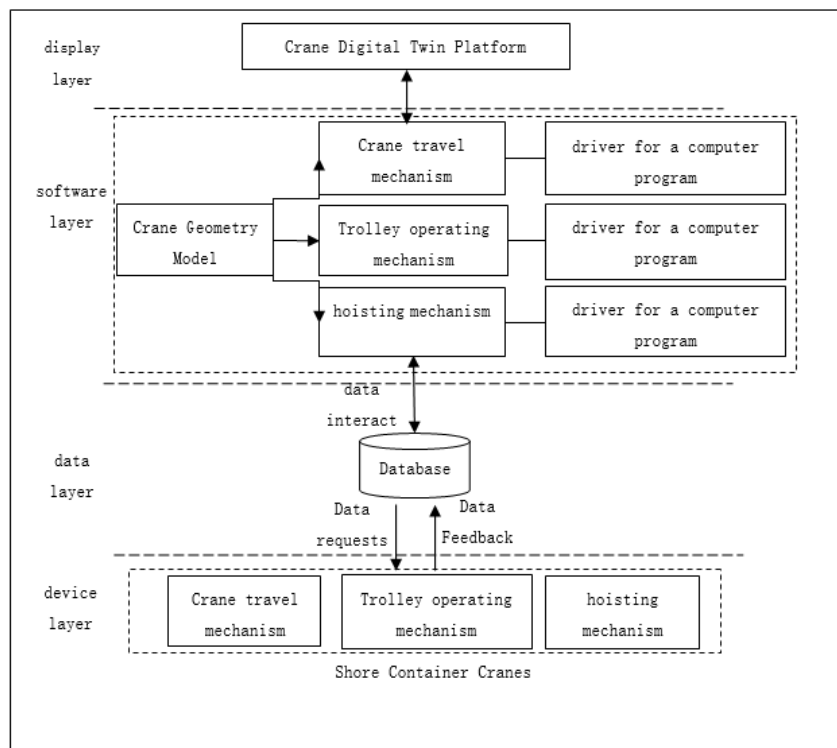 display
layer
Crane Digital Twin Platform
software
layer
Crane Geometry
Model
Crane travel
mechanism
driver for a computer
program
Trolley operating
mechanism
driver for a computer
program
hoisting mechanism
driver for a computer
program
data
interact
data
layer
Database
Data
requests
Data
Feedback
device
layer
Crane travel
mechanism
Trolley operating
mechanism
hoisting
mechanism
Shore Container Cranes